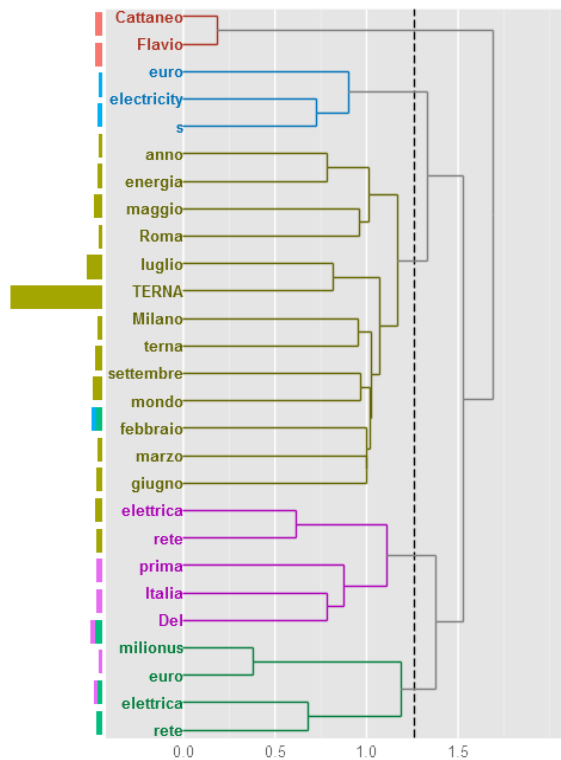 Cattaneo
Flavio
euro
electricity
s
anno
energia
maggio
Roma
luglio
TERNA
Milano
terna
settembre
mondo
febbraio
marzo
giugno
elettrica
rete
prima
Italia
Del
milionus
euro
elettrica
rete
0.0 0.5 1.0 1.5